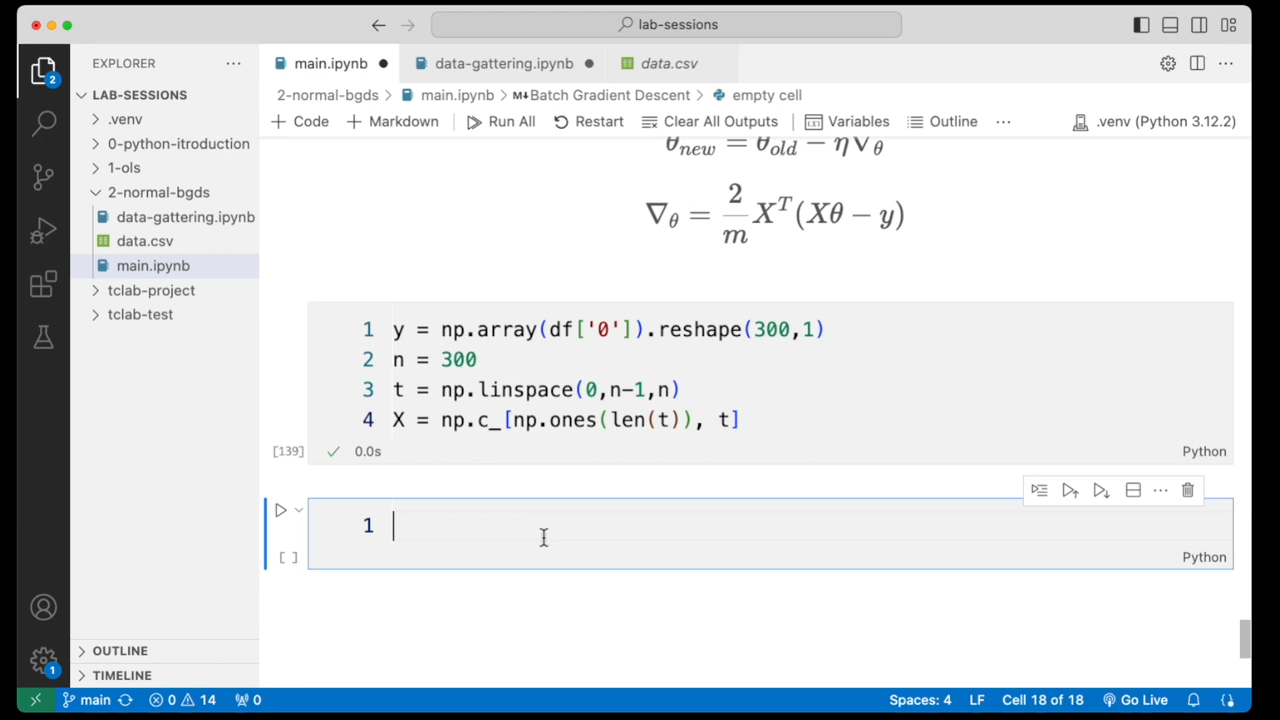 lab-sessions
EXPLORER
main.ipynb
data-gattering.ipynb
data.csv
LAB-SESSIONS
2-normal-bgds > main.ipynb > M↓Batch Gradient Descent > empty cell
Code
Markdown
Run All
Restart
Clear All Outputs
Variables
Outline
.venv (Python 3.12.2)
.venv
0-python-itroduction
1-ols
2-normal-bgds
data-gattering.ipynb
data.csv
main.ipynb
tclab-project
tclab-test
θnew = θold − η∇θ
∇θ = 2/m X^T(Xθ − y)
1 y = np.array(df['0']).reshape(300,1)
2 n = 300
3 t = np.linspace(0,n-1,n)
4 X = np.c_[np.ones(len(t)), t]
[139] 0.0s Python
1
[ ] Python
2
1
OUTLINE
TIMELINE
main 0 14 0 Spaces: 4 LF Cell 18 of 18 Go Live